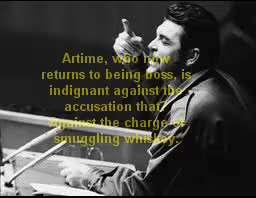 Artime, who now
returns to being boss, is
indignant against the
accusation that?
Against the charge of
smuggling whiskey.